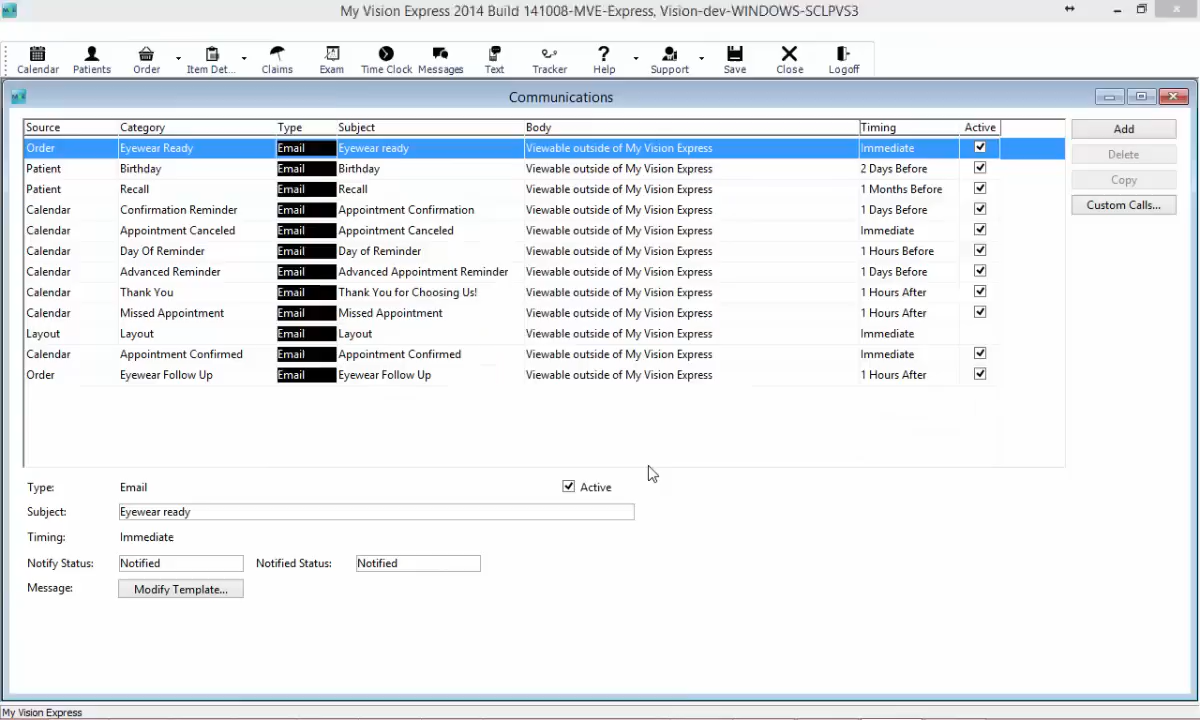 My Vision Express 2014 Build 141008-MVE-Express, Vision-dev-WINDOWS-SCLPVS3
Calendar Patients Order Item Det... Claims Exam Time Clock Messages Text Tracker Help Support Save Close Logoff
Communications
Source Category Type Subject Body Timing Active
Order Eyewear Ready Email Eyewear ready Viewable outside of My Vision Express Immediate
Patient Birthday Email Birthday Viewable outside of My Vision Express 2 Days Before
Patient Recall Email Recall Viewable outside of My Vision Express 1 Months Before
Calendar Confirmation Reminder Email Appointment Confirmation Viewable outside of My Vision Express 1 Days Before
Calendar Appointment Canceled Email Appointment Canceled Viewable outside of My Vision Express Immediate
Calendar Day Of Reminder Email Day of Reminder Viewable outside of My Vision Express 1 Hours Before
Calendar Advanced Reminder Email Advanced Appointment Reminder Viewable outside of My Vision Express 1 Days Before
Calendar Thank You Email Thank You for Choosing Us! Viewable outside of My Vision Express 1 Hours After
Calendar Missed Appointment Email Missed Appointment Viewable outside of My Vision Express 1 Hours After
Layout Layout Email Layout Viewable outside of My Vision Express Immediate
Calendar Appointment Confirmed Email Appointment Confirmed Viewable outside of My Vision Express Immediate
Order Eyewear Follow Up Email Eyewear Follow Up Viewable outside of My Vision Express 1 Hours After
Add
Delete
Copy
Custom Calls...
Type: Email Active
Subject: Eyewear ready
Timing: Immediate
Notify Status: Notified Notified Status: Notified
Message: Modify Template...
My Vision Express